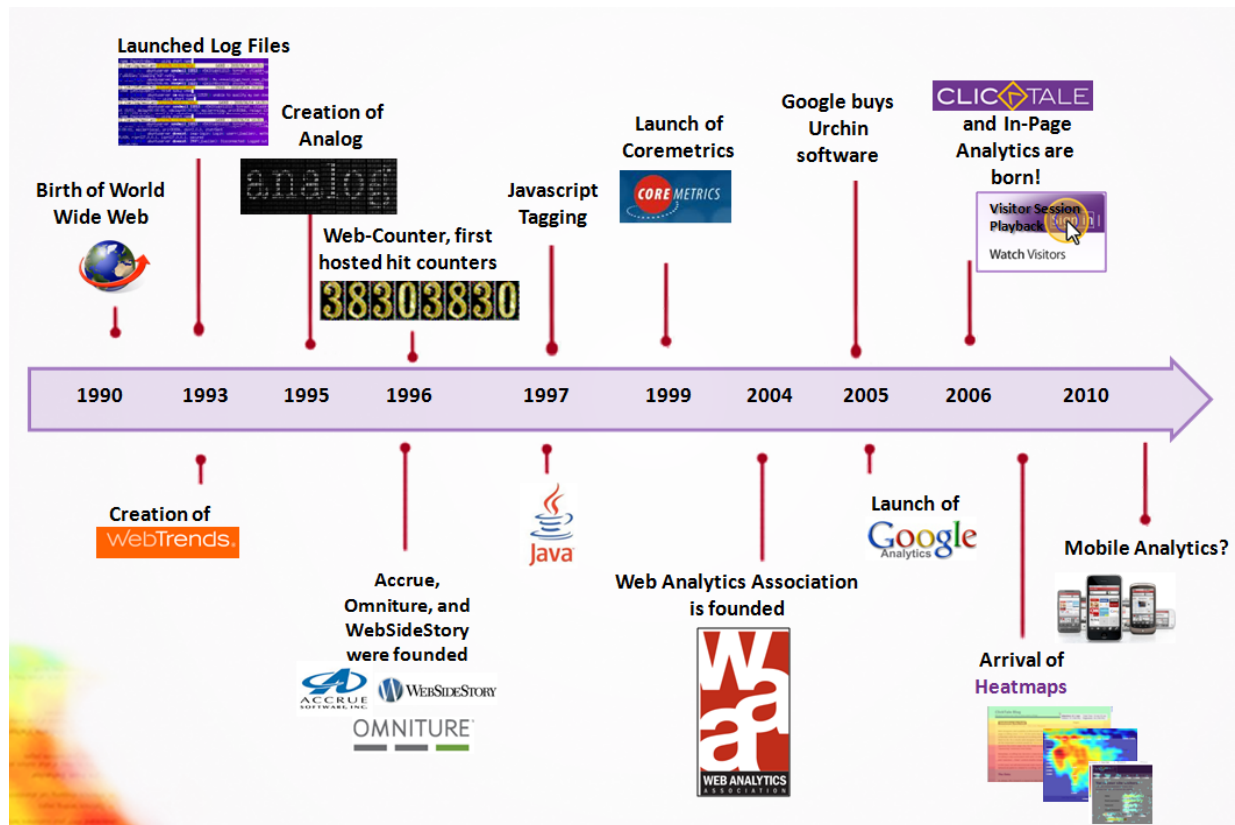 Launched Log Files
Creation of
Analog
analog
Birth of World
Wide Web
Web-Counter, first
hosted hit counters
38303830
Javascript
Tagging
Launch of
Coremetrics
COREMETRICS
Google buys
Urchin
software
CLICKTALE
and In-Page
Analytics are
born!
Visitor Session
Playback
Sign in
Watch Visitors
1990 1993 1995 1996 1997 1999 2004 2005 2006 2010
Creation of
WebTrends.
Accrue,
Omniture, and
WebSideStory
were founded
ACCRUE
SOFTWARE, INC.
WEBSIDESTORY
OMNITURE
Java
Web Analytics Association
is founded
waa
WEB ANALYTICS
ASSOCIATION
Launch of
Google
Analytics
Arrival of
Heatmaps
Mobile Analytics?